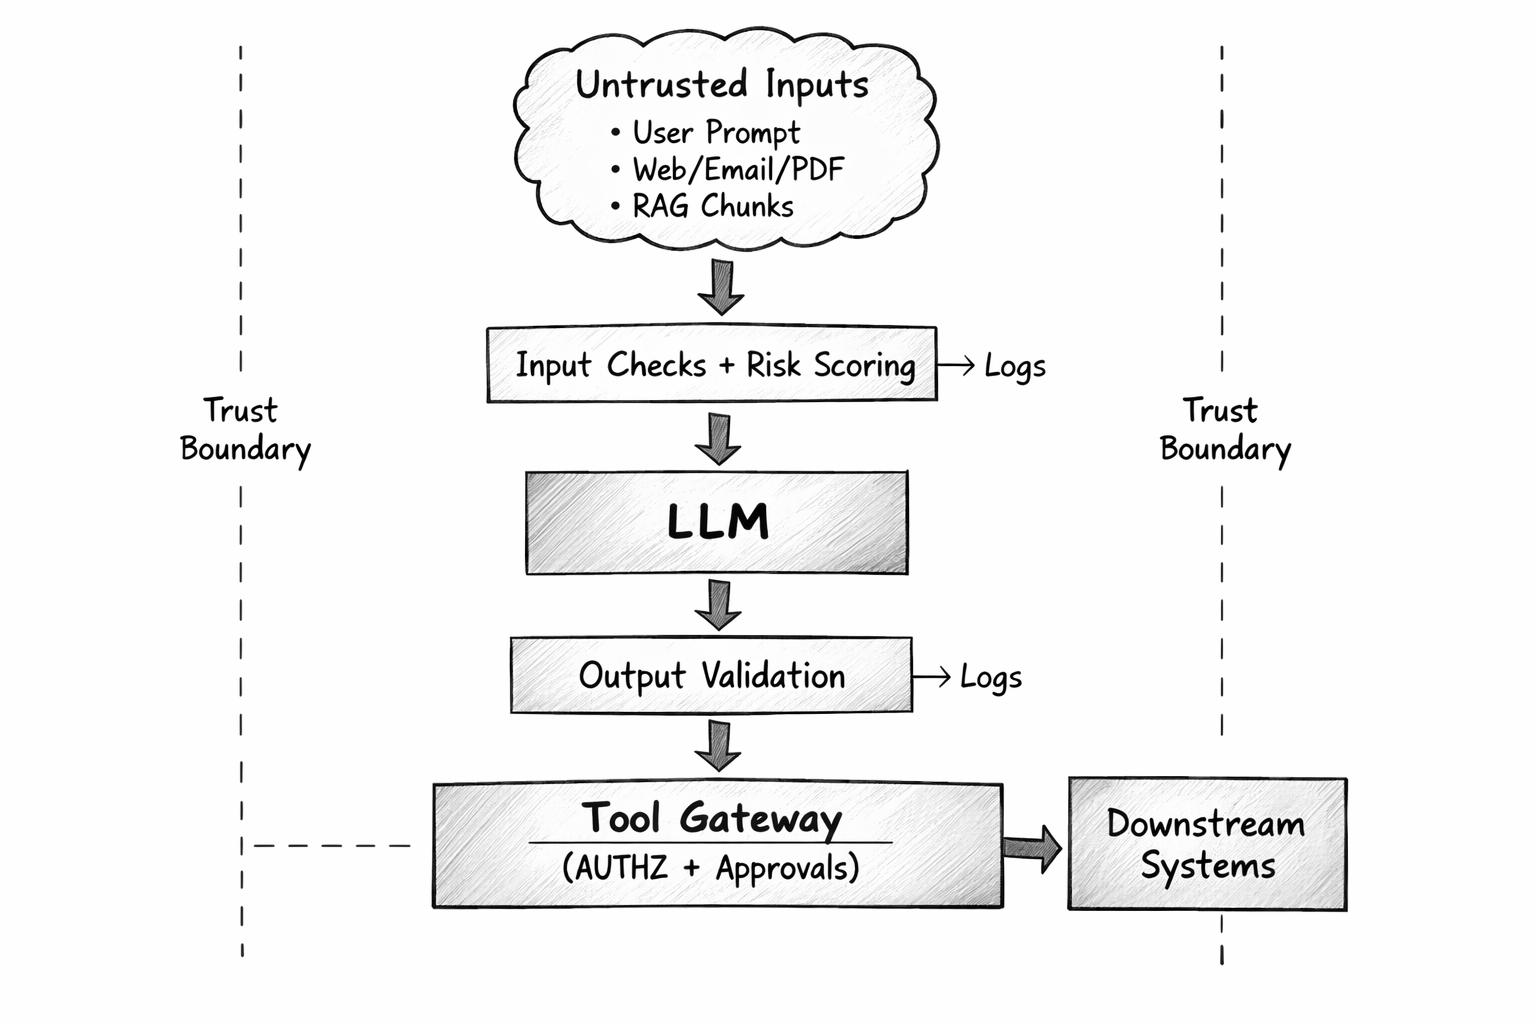 Untrusted Inputs
• User Prompt
• Web/Email/PDF
• RAG Chunks
Input Checks + Risk Scoring
Logs
Trust
Boundary
Trust
Boundary
LLM
Output Validation
Logs
Tool Gateway
(AUTHZ + Approvals)
Downstream
Systems